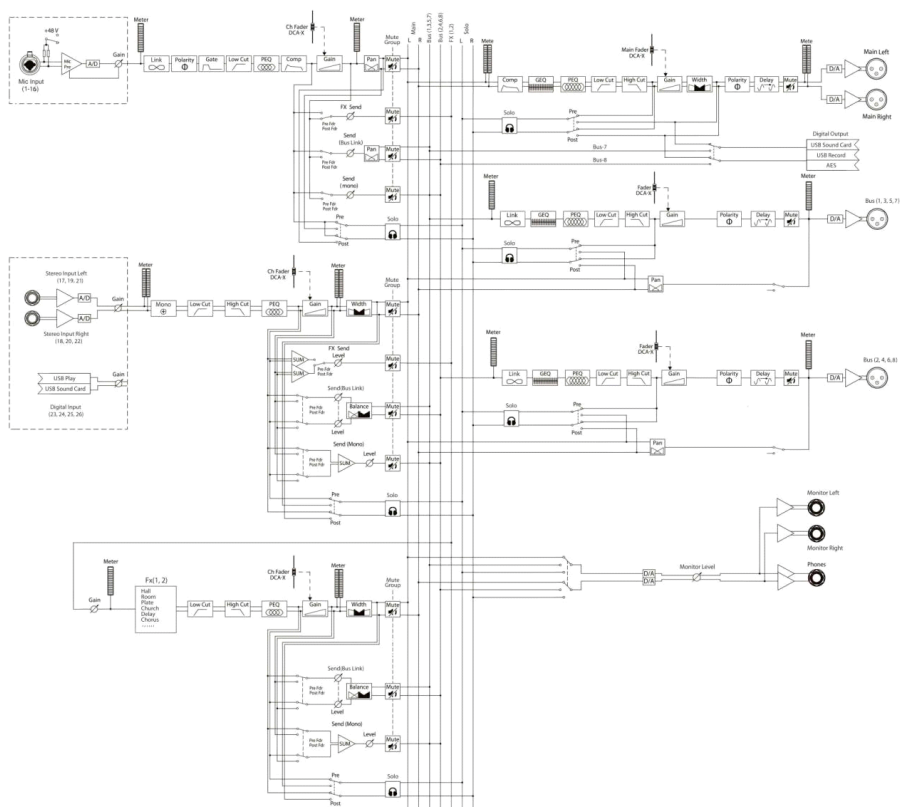 +48 V
Mic
Pre
A/D
Gain
Mic Input
(1-16)
Meter
Link
Polarity
Φ
Gate
Low Cut
PEQ
Comp
Ch Fader
DCA-X
Gain
Meter
Pan
Mute
Group
Mute
FX Send
Pre Fdr
Post Fdr
Mute
Send
(Bus Link)
Pre Fdr
Post Fdr
Pan
Mute
Send
(mono)
Pre Fdr
Post Fdr
Mute
Pre
Post
Solo
L
R
Main
Bus (1,3,5,7)
Bus (2,4,6,8)
FX (1,2)
L
R
Solo
Mete
Comp
GEQ
PEQ
Low Cut
High Cut
Main Fader
DCA-X
Gain
Width
Polarity
Φ
Delay
Mute
Mete
D/A
D/A
Main Left
Main Right
Solo
Pre
Post
Bus-7
Bus-8
Digital Output
USB Sound Card
USB Record
AES
Meter
Link
GEQ
PEQ
Low Cut
High Cut
Fader
DCA-X
Gain
Polarity
Φ
Delay
Mute
Meter
D/A
Bus (1, 3, 5, 7)
Solo
Pre
Post
Pan
Stereo Input Left
(17, 19, 21)
A/D
A/D
Gain
Stereo Input Right
(18, 20, 22)
USB Play
USB Sound Card
Gain
Digital Input
(23, 24, 25, 26)
Meter
Mono
Low Cut
High Cut
PEQ
Ch Fader
DCA-X
Gain
Meter
Width
Mute
Group
Mute
SUM
SUM
FX Send
Level
Pre Fdr
Post Fdr
Mute
Send(Bus Link)
Pre Fdr
Post Fdr
Level
Balance
Mute
Send (Mono)
Pre Fdr
Post Fdr
SUM
Level
Mute
Pre
Post
Solo
Meter
Link
GEQ
PEQ
Low Cut
High Cut
Fader
DCA-X
Gain
Polarity
Φ
Delay
Mute
Meter
D/A
Bus (2, 4, 6,8)
Solo
Pre
Post
Pan
D/A
D/A
Monitor Level
Monitor Left
Monitor Right
Phones
Gain
Meter
Fx(1, 2)
Hall
Room
Plate
Church
Delay
Chorus
......
Low Cut
High Cut
PEQ
Ch Fader
DCA-X
Gain
Meter
Width
Mute
Group
Mute
Send(Bus Link)
Pre Fdr
Post Fdr
Level
Balance
Mute
Send (Mono)
Pre Fdr
Post Fdr
SUM
Level
Mute
Pre
Post
Solo